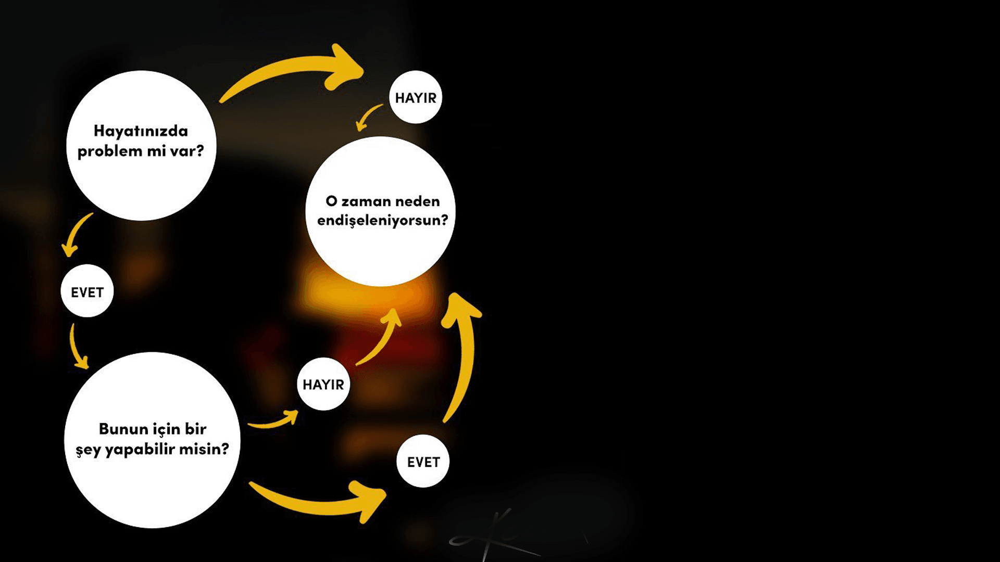 Hayatınızda
problem mi var?
HAYIR
O zaman neden
endişeleniyorsun?
EVET
Bunun için bir
şey yapabilir misin?
HAYIR
EVET